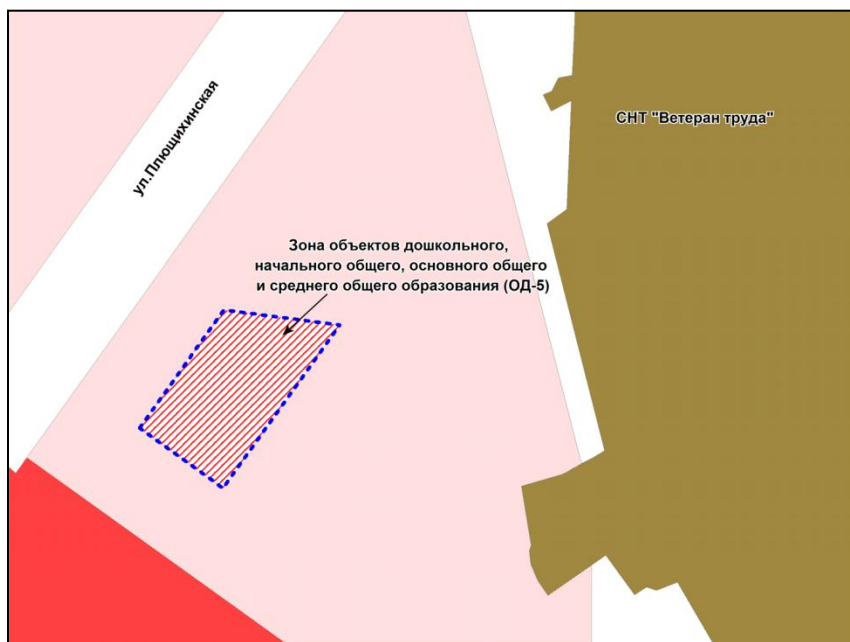 ул.Плющихинская
СНТ "Ветеран труда"
Зона объектов дошкольного,
начального общего, основного общего
и среднего общего образования (ОД-5)